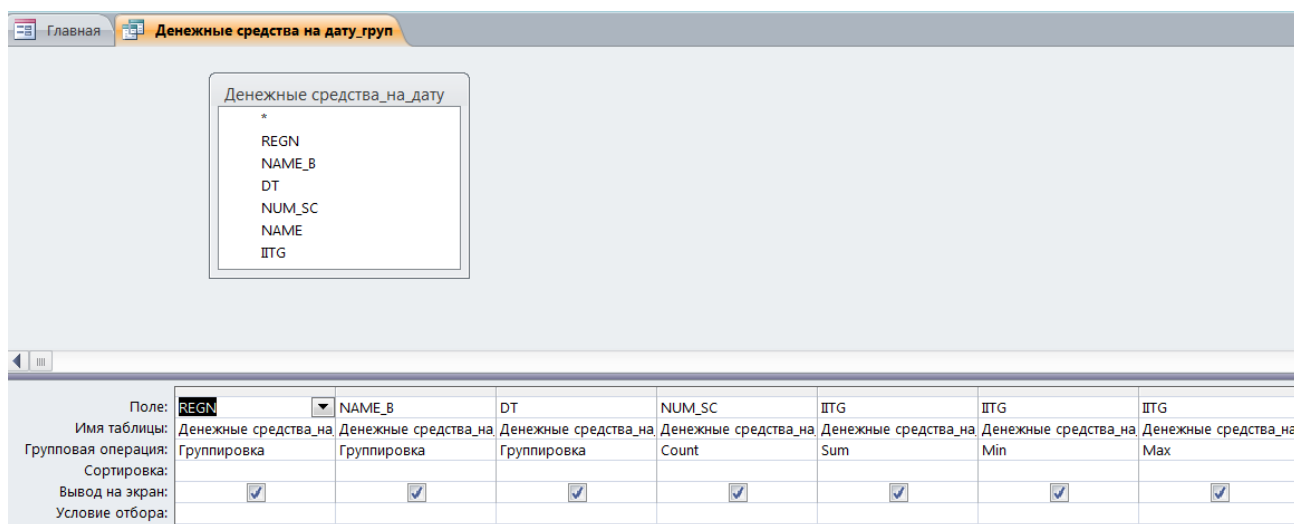 Главная Денежные средства на дату_груп
Денежные средства_на_дату
*
REGN
NAME_B
DT
NUM_SC
NAME
IITG
Поле: REGN NAME_B DT NUM_SC IITG IITG IITG
Имя таблицы: Денежные средства_на Денежные средства_на Денежные средства_на Денежные средства_на Денежные средства_на Денежные средства_на Денежные средства_на
Групповая операция: Группировка Группировка Группировка Count Sum Min Max
Сортировка:
Вывод на экран:
Условие отбора: